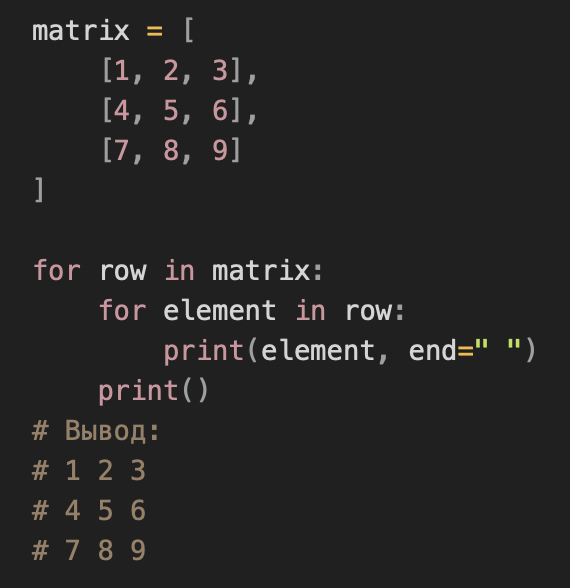 matrix = [
    [1, 2, 3],
    [4, 5, 6],
    [7, 8, 9]
]

for row in matrix:
    for element in row:
        print(element, end=" ")
    print()
# Вывод:
# 1 2 3
# 4 5 6
# 7 8 9